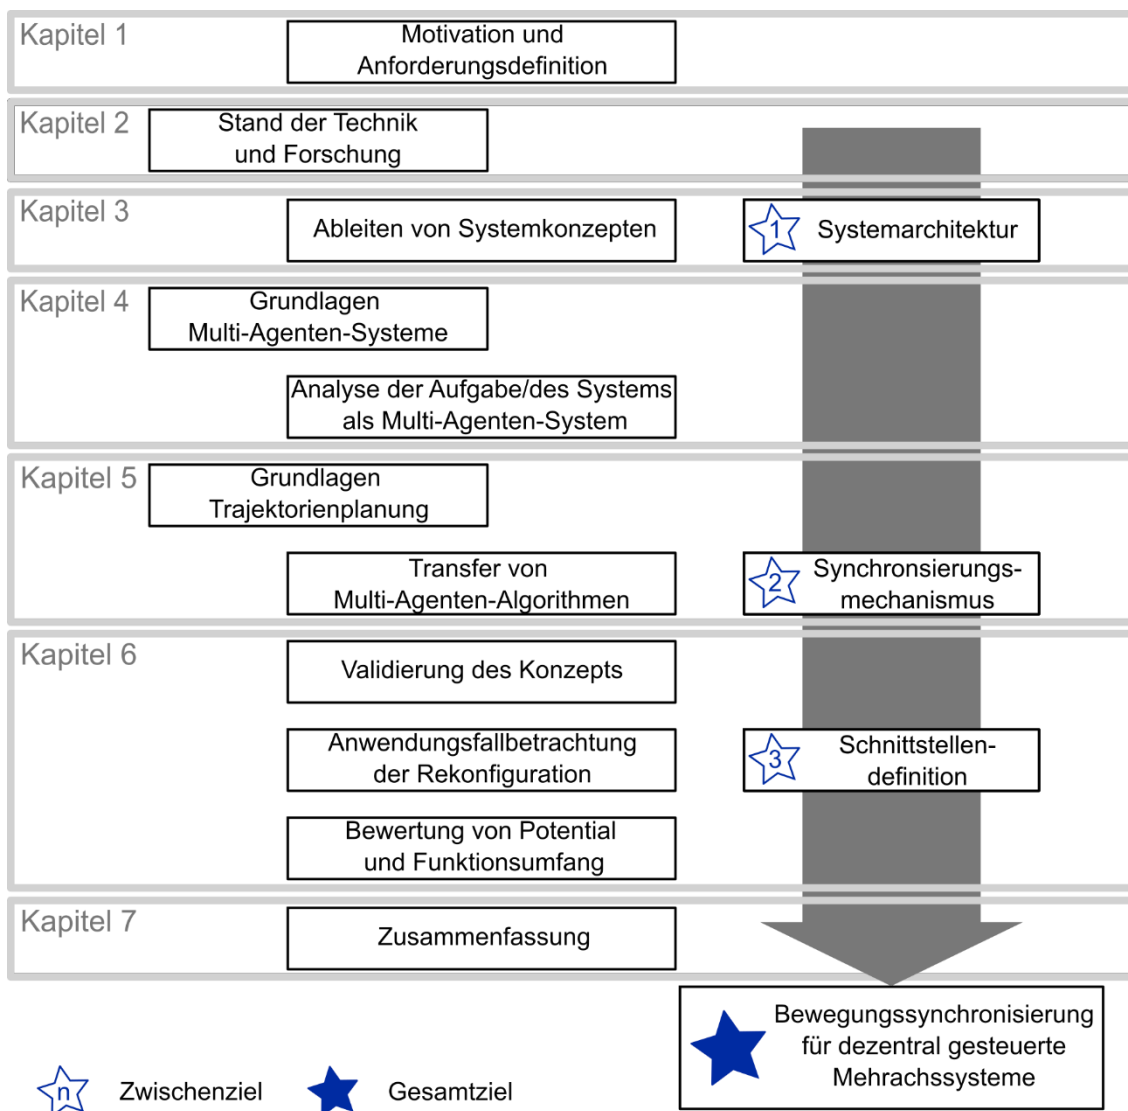 Kapitel 1
Motivation und
Anforderungsdefinition
Kapitel 2
Stand der Technik
und Forschung
Kapitel 3
Ableiten von Systemkonzepten
1
Systemarchitektur
Kapitel 4
Grundlagen
Multi-Agenten-Systeme
Analyse der Aufgabe/des Systems
als Multi-Agenten-System
Kapitel 5
Grundlagen
Trajektorienplanung
Transfer von
Multi-Agenten-Algorithmen
2
Synchronsierungs-
mechanismus
Kapitel 6
Validierung des Konzepts
Anwendungsfallbetrachtung
der Rekonfiguration
3
Schnittstellen-
definition
Bewertung von Potential
und Funktionsumfang
Kapitel 7
Zusammenfassung
Bewegungssynchronisierung
für dezentral gesteuerte
Mehrachssysteme
n
Zwischenziel
Gesamtziel